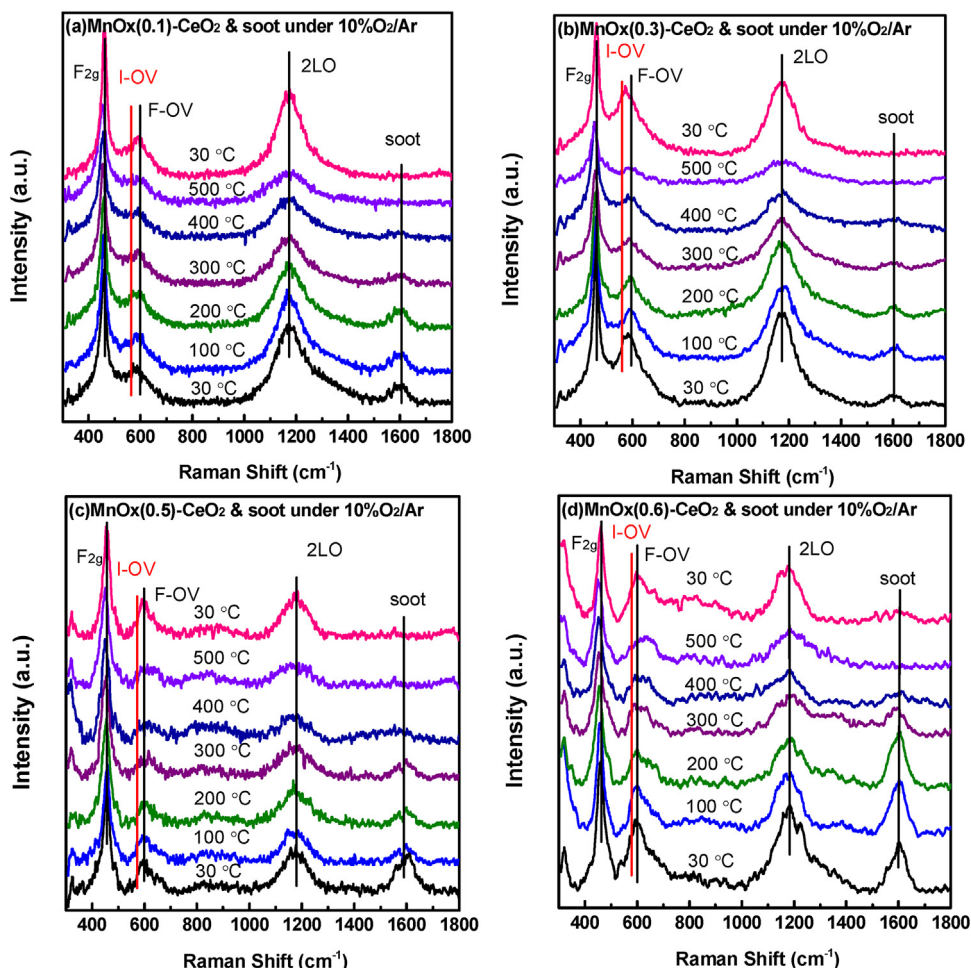 (a)MnOx(0.1)-CeO₂ & soot under 10%O₂/Ar
F2g
I-OV
F-OV
2LO
soot
30 °C
500 °C
400 °C
300 °C
200 °C
100 °C
30 °C
Intensity (a.u.)
400 600 800 1000 1200 1400 1600 1800
Raman Shift (cm⁻¹)
(b)MnOx(0.3)-CeO₂ & soot under 10%O₂/Ar
F2g
I-OV
F-OV
2LO
soot
30 °C
500 °C
400 °C
300 °C
200 °C
100 °C
30 °C
Intensity (a.u.)
400 600 800 1000 1200 1400 1600 1800
Raman Shift (cm⁻¹)
(c)MnOx(0.5)-CeO₂ & soot under 10%O₂/Ar
F2g
I-OV
F-OV
2LO
soot
30 °C
500 °C
400 °C
300 °C
200 °C
100 °C
30 °C
Intensity (a.u.)
400 600 800 1000 1200 1400 1600 1800
Raman Shift (cm⁻¹)
(d)MnOx(0.6)-CeO₂ & soot under 10%O₂/Ar
F2g
I-OV
F-OV
2LO
soot
30 °C
500 °C
400 °C
300 °C
200 °C
100 °C
30 °C
Intensity (a.u.)
400 600 800 1000 1200 1400 1600 1800
Raman Shift (cm⁻¹)